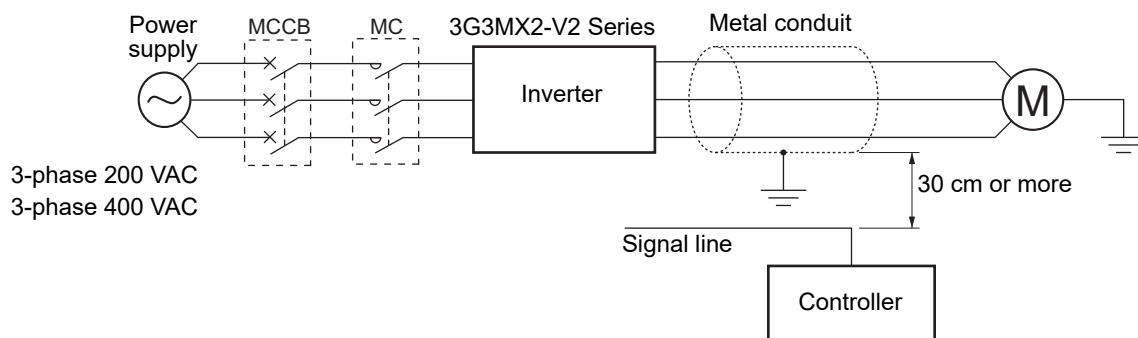 Power
supply
MCCB
MC
3G3MX2-V2 Series
Metal conduit
Inverter
M
3-phase 200 VAC
3-phase 400 VAC
30 cm or more
Signal line
Controller